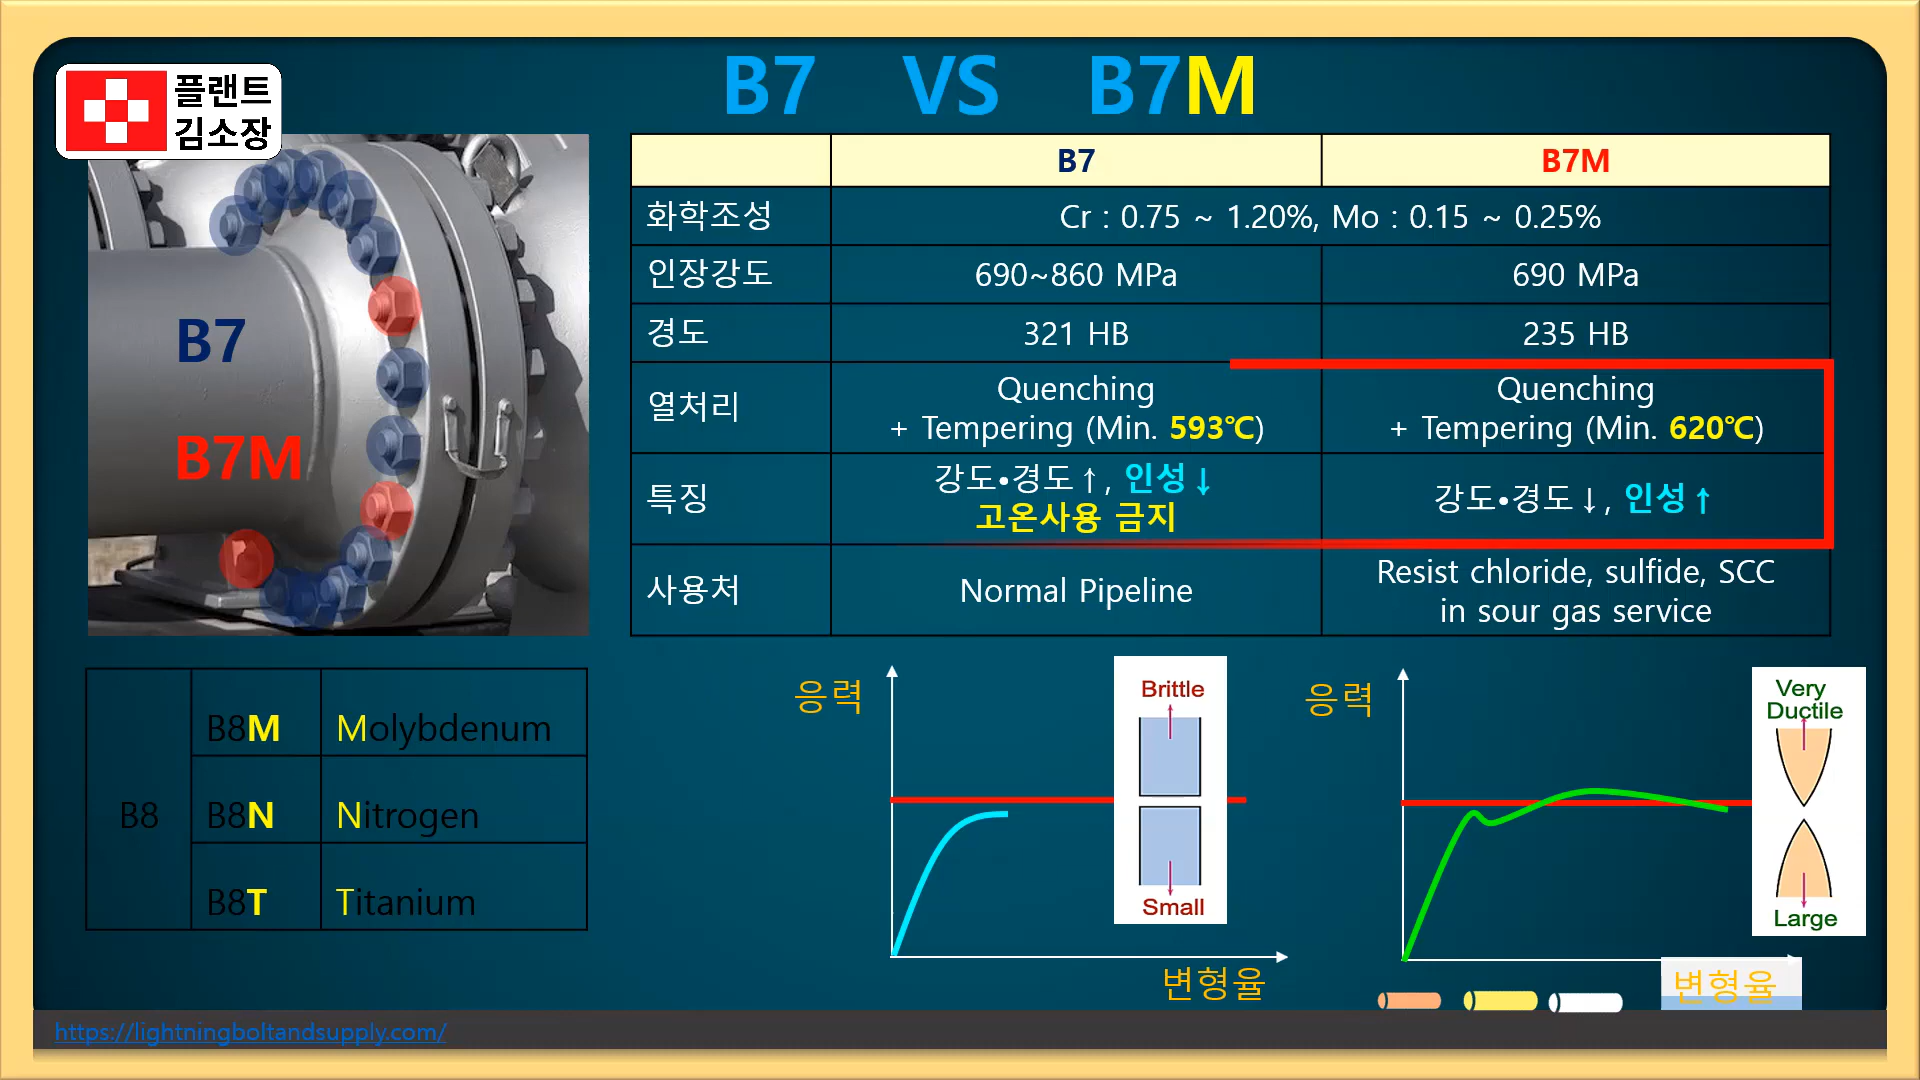 플랜트
김소장
B7 VS B7M
B7
B7M
B7 B7M
화학조성 Cr : 0.75 ~ 1.20%, Mo : 0.15 ~ 0.25%
인장강도 690~860 MPa 690 MPa
경도 321 HB 235 HB
열처리
Quenching
+ Tempering (Min. 593℃)
Quenching
+ Tempering (Min. 620℃)
특징
강도•경도↑, 인성↓
고온사용 금지
강도•경도↓, 인성↑
사용처
Normal Pipeline
Resist chloride, sulfide, SCC
in sour gas service
B8
B8M Molybdenum
B8N Nitrogen
B8T Titanium
응력
Brittle
Small
변형율
응력
Very
Ductile
Large
변형율
https://lightningboltandsupply.com/